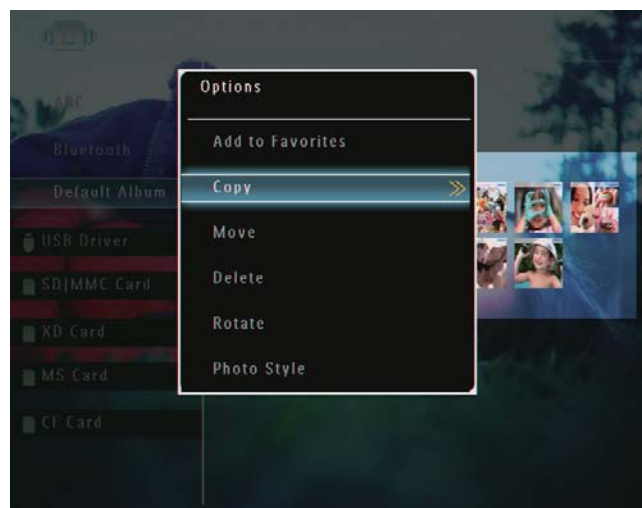 Options
Add to Favorites
Copy
Move
Delete
Rotate
Photo Style
ABC
Bluetooth
Default Album
USB Driver
SD|MMC Card
XD Card
MS Card
CF Card